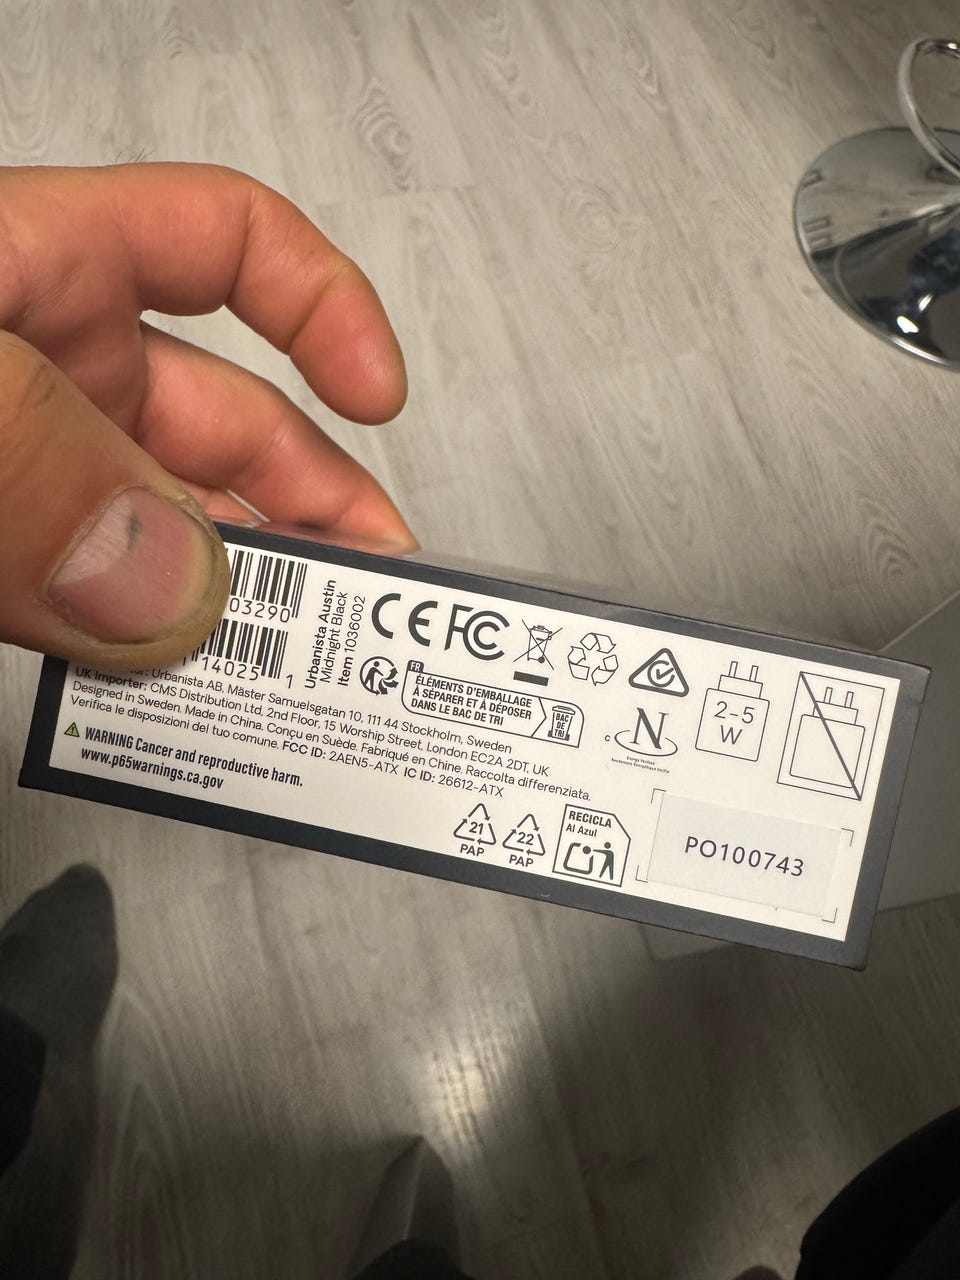 03290
14025 1
Urbanista Austin
Midnight Black
Item 1036002
CE FC
FR
ÉLÉMENTS D'EMBALLAGE
À SÉPARER ET À DÉPOSER
DANS LE BAC DE TRI
BAC
DE
TRI
N
Energy Verified
2-5
W
Urbanista AB, Mäster Samuelsgatan 10, 111 44 Stockholm, Sweden
UK Importer: CMS Distribution Ltd, 2nd Floor, 15 Worship Street, London EC2A 2DT, UK
Designed in Sweden. Made in China. Conçu en Suède. Fabriqué en Chine. Raccolta differenziata.
Verifica le disposizioni del tuo comune. FCC ID: 2AEN5-ATX IC ID: 26612-ATX
WARNING Cancer and reproductive harm.
www.p65warnings.ca.gov
21
PAP
22
PAP
RECICLA
Al Azul
PO100743